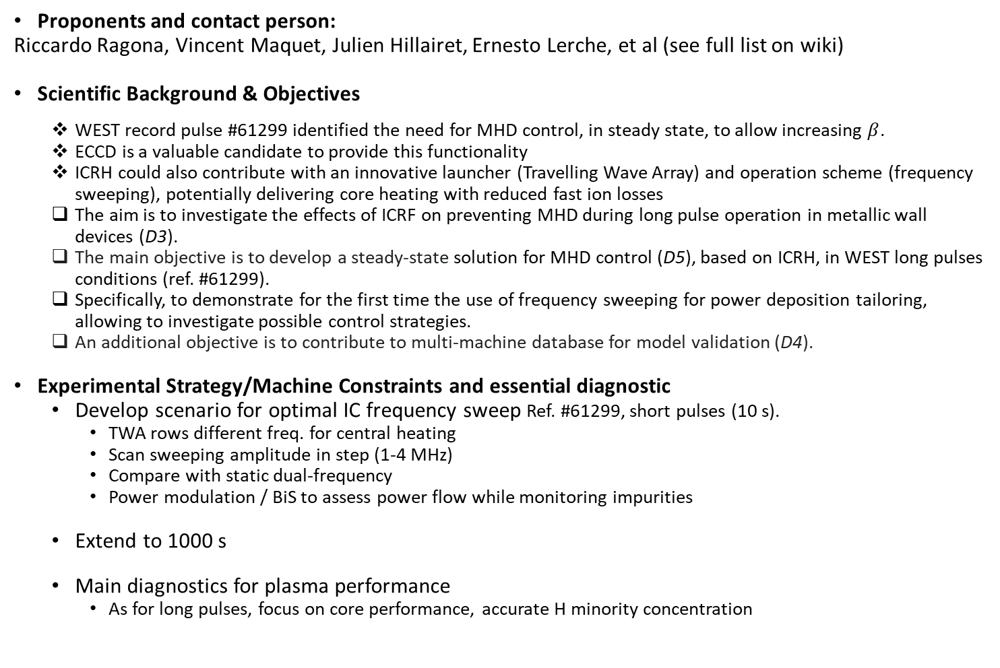 • Proponents and contact person:
Riccardo Ragona, Vincent Maquet, Julien Hillairet, Ernesto Lerche, et al (see full list on wiki)
• Scientific Background & Objectives
❖ WEST record pulse #61299 identified the need for MHD control, in steady state, to allow increasing β.
❖ ECCD is a valuable candidate to provide this functionality
❖ ICRH could also contribute with an innovative launcher (Travelling Wave Array) and operation scheme (frequency
sweeping), potentially delivering core heating with reduced fast ion losses
❑ The aim is to investigate the effects of ICRF on preventing MHD during long pulse operation in metallic wall
devices (D3).
❑ The main objective is to develop a steady-state solution for MHD control (D5), based on ICRH, in WEST long pulses
conditions (ref. #61299).
❑ Specifically, to demonstrate for the first time the use of frequency sweeping for power deposition tailoring,
allowing to investigate possible control strategies.
❑ An additional objective is to contribute to multi-machine database for model validation (D4).
• Experimental Strategy/Machine Constraints and essential diagnostic
• Develop scenario for optimal IC frequency sweep Ref. #61299, short pulses (10 s).
• TWA rows different freq. for central heating
• Scan sweeping amplitude in step (1-4 MHz)
• Compare with static dual-frequency
• Power modulation / BiS to assess power flow while monitoring impurities
• Extend to 1000 s
• Main diagnostics for plasma performance
• As for long pulses, focus on core performance, accurate H minority concentration